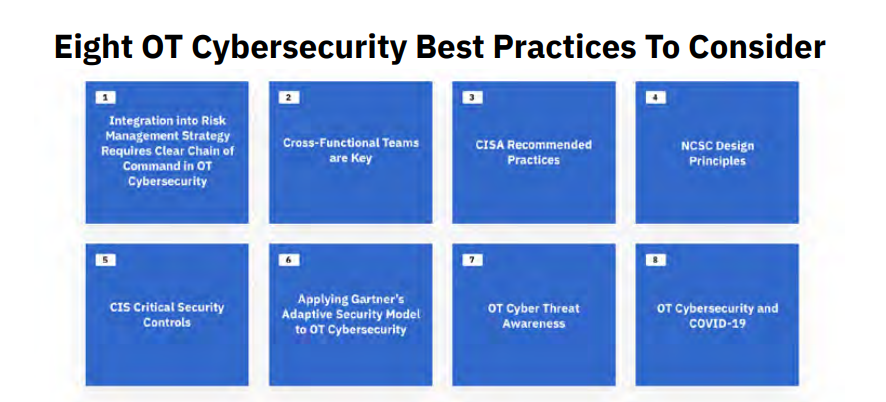 Eight OT Cybersecurity Best Practices To Consider
1
Integration into Risk
Management Strategy
Requires Clear Chain of
Command in OT
Cybersecurity
2
Cross-Functional Teams
are Key
3
CISA Recommended
Practices
4
NCSC Design
Principles
5
CIS Critical Security
Controls
6
Applying Gartner's
Adaptive Security Model
to OT Cybersecurity
7
OT Cyber Threat
Awareness
8
OT Cybersecurity and
COVID-19